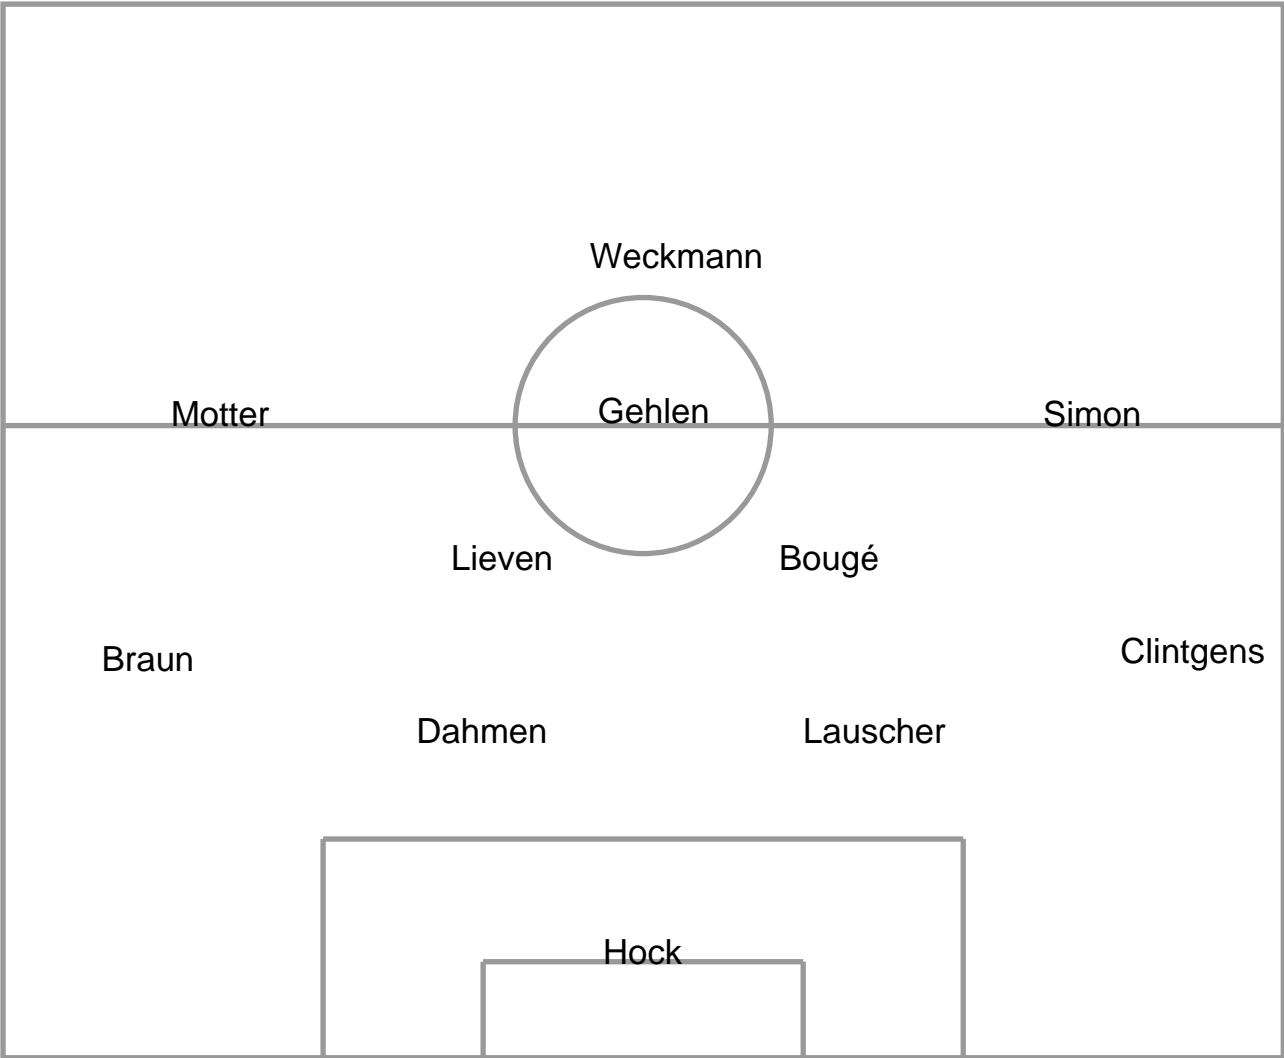 Weckmann
Motter
Gehlen
Simon
Lieven
Bougé
Braun
Clintgens
Dahmen
Lauscher
Hock